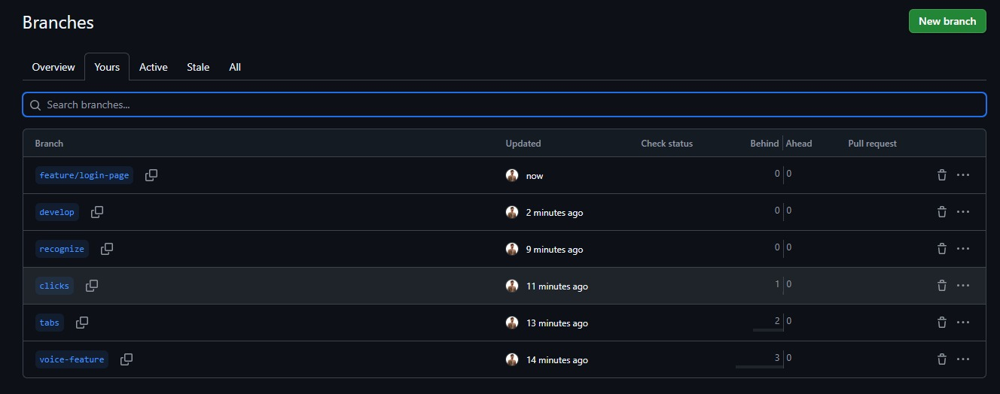 Branches
New branch
Overview Yours Active Stale All
Search branches...
Branch Updated Check status Behind Ahead Pull request
feature/login-page now 0 0
develop 2 minutes ago 0 0
recognize 9 minutes ago 0 0
clicks 11 minutes ago 1 0
tabs 13 minutes ago 2 0
voice-feature 14 minutes ago 3 0